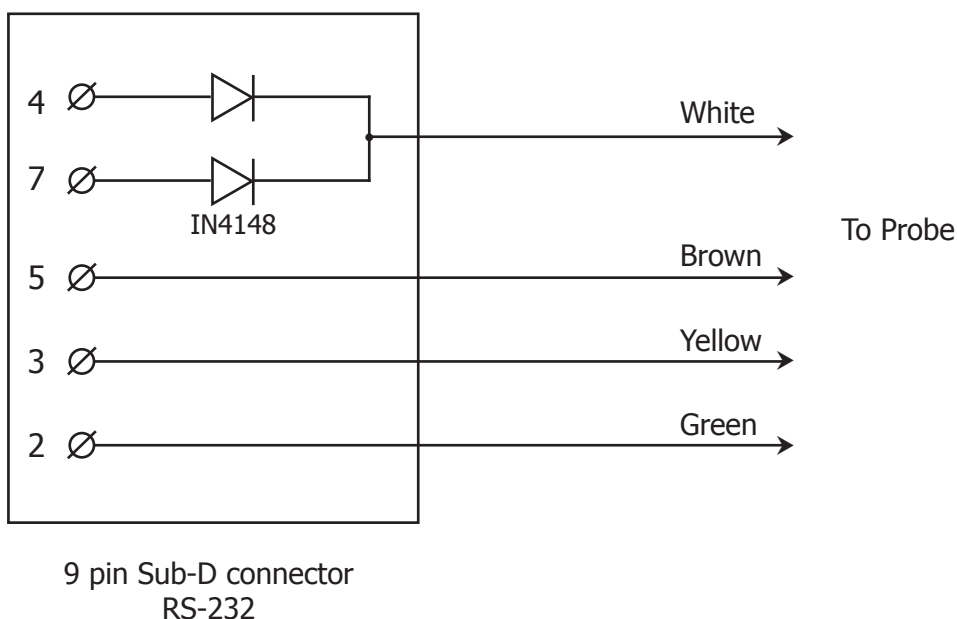 4
White
7
IN4148
To Probe
5
Brown
3
Yellow
2
Green
9 pin Sub-D connector
RS-232